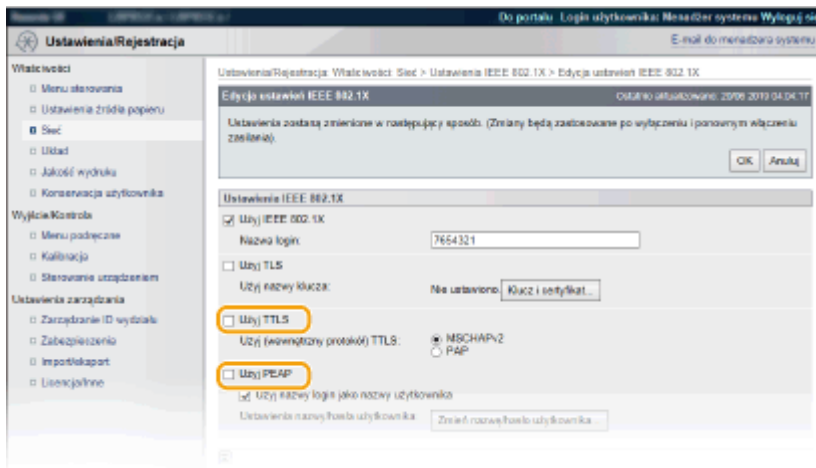 Do portalu Login użytkownika: Menedżer systemu Wyloguj si
Ustawienia/Rejestracja
E-mail do menedżera systemu
Właściwości
Menu sterowania
Ustawienia źródła papieru
Sieć
Układ
Jakość wydruku
Konserwacja użytkownika
Wyjście/Kontrola
Menu podręczne
Kalibracja
Sterowanie urządzeniem
Ustawienia zarządzania
Zarządzanie ID wydziału
Zabezpieczenia
Import/eksport
Licencja/Inne
Ustawienia/Rejestracja: Właściwości: Sieć > Ustawienia IEEE 802.1X > Edycja ustawień IEEE 802.1X
Edycja ustawień IEEE 802.1X
Ostatnio aktualizowane: 20/06 2019 04:04:17
Ustawienia zostaną zmienione w następujący sposób. (Zmiany będą zastosowane po wyłączeniu i ponownym włączeniu
zasilania).
OK Anuluj
Ustawienia IEEE 802.1X
Użyj IEEE 802.1X
Nazwa login: 7654321
Użyj TLS
Użyj nazwy klucza: Nie ustawiono. Klucz i certyfikat...
Użyj TTLS
Użyj (wewnętrzny protokół) TTLS: MSCHAPv2
PAP
Użyj PEAP
Użyj nazwy login jako nazwy użytkownika
Ustawienia nazwy/hasła użytkownika: Zmień nazwę/hasło użytkownika...